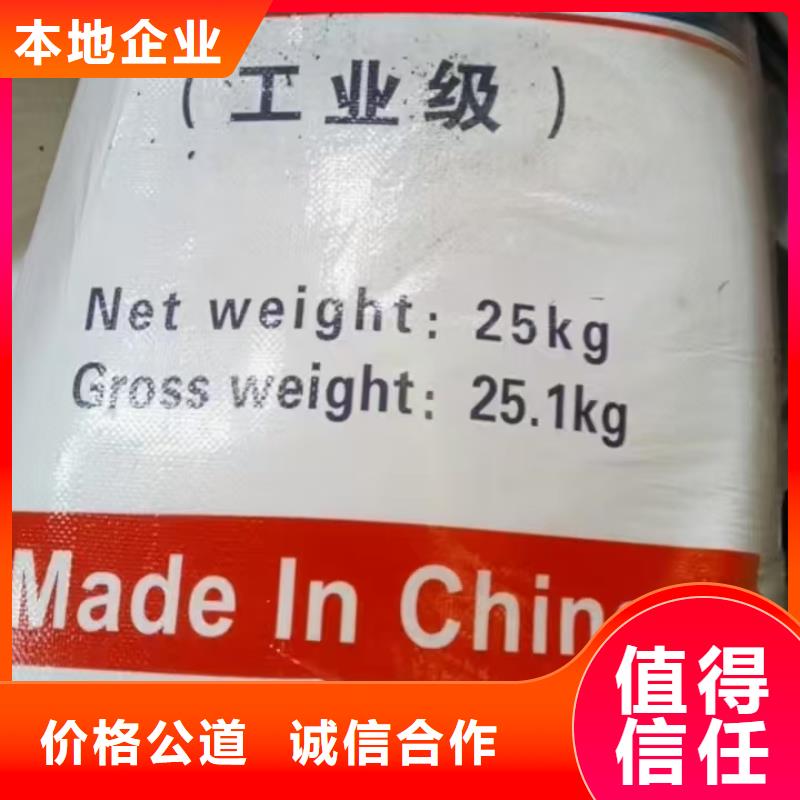 本地企业
（工业级）
Net weight: 25kg
Gross weight: 25.1kg
Made In Chin
值得
信任
价格公道 诚信合作